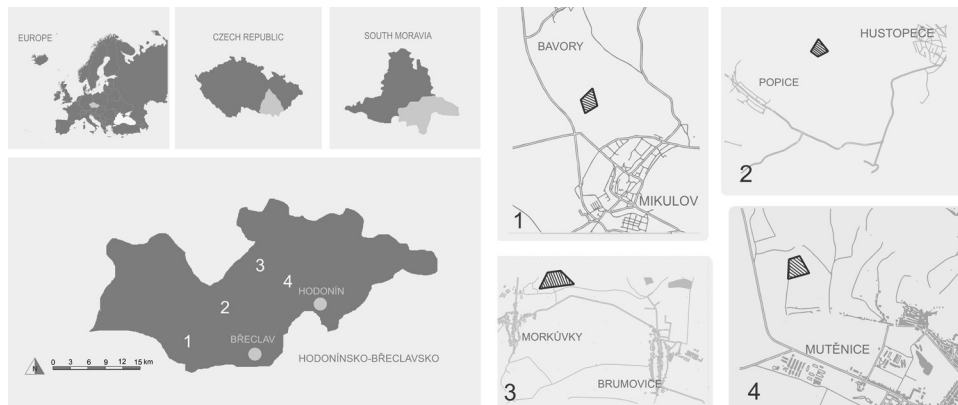 EUROPE
CZECH REPUBLIC
SOUTH MORAVIA
3
4
HODONÍN
2
1
BŘECLAV
HODONÍNSKO-BŘECLAVSKO
N
0 3 6 9 12 15 km
BAVORY
MIKULOV
1
HUSTOPEČE
POPICE
2
MORKŮVKY
BRUMOVICE
3
MUTĚNICE
4